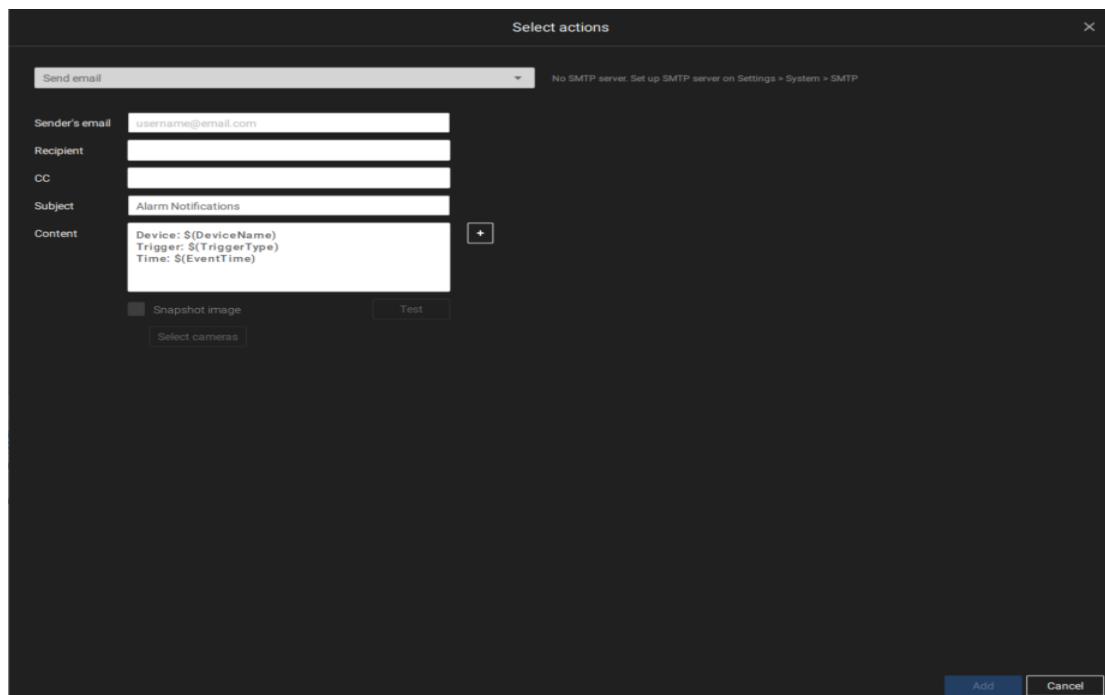 Select actions
Send email
No SMTP server. Set up SMTP server on Settings > System > SMTP
Sender's email
username@email.com
Recipient
CC
Subject
Alarm Notifications
Content
Device: $(DeviceName)
Trigger: $(TriggerType)
Time: $(EventTime)
+
Snapshot image
Test
Select cameras
Add
Cancel